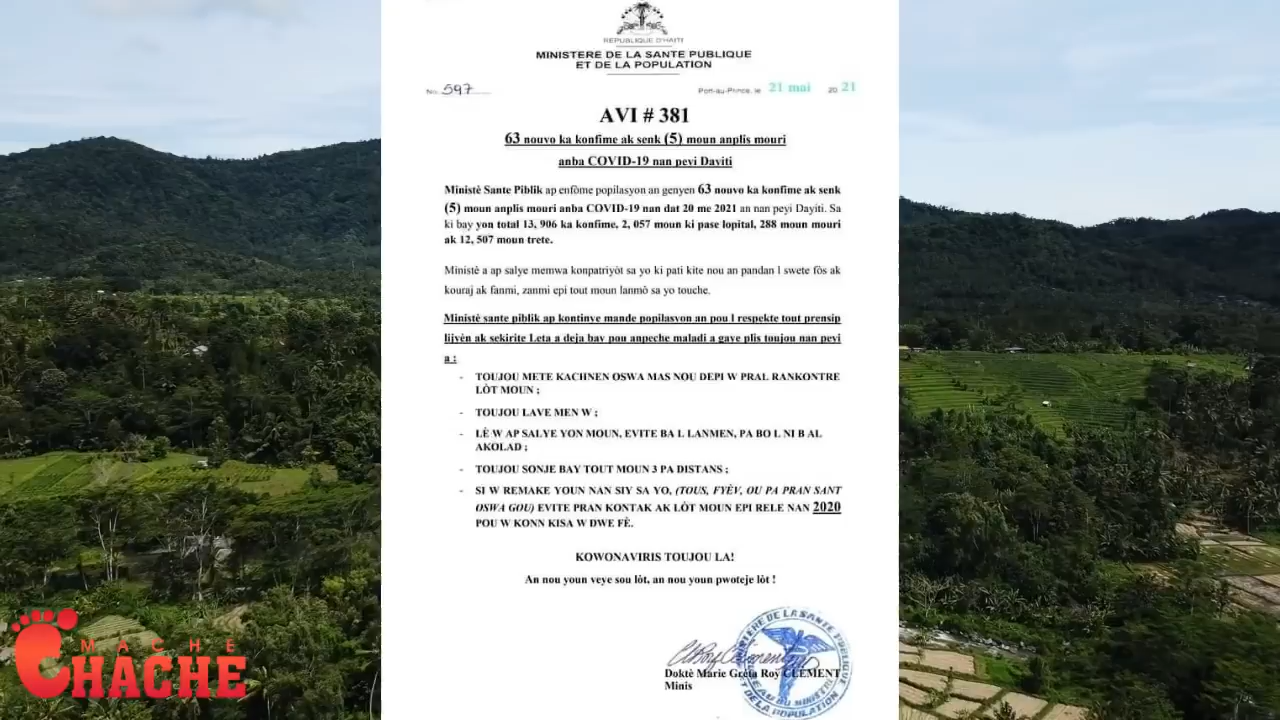 REPUBLIQUE D'HAITI
MINISTERE DE LA SANTE PUBLIQUE
ET DE LA POPULATION
No. 597
Port-au-Prince, le 21 mai 20 21
AVI # 381
63 nouvo ka konfime ak senk (5) moun anplis mouri
anba COVID-19 nan peyi Dayiti
Ministè Sante Piblik ap enfòme popilasyon an genyen 63 nouvo ka konfime ak senk
(5) moun anplis mouri anba COVID-19 nan dat 20 me 2021 an nan peyi Dayiti. Sa
ki bay yon total 13, 906 ka konfime, 2, 057 moun ki pase lopital, 288 moun mouri
ak 12, 507 moun trete.
Ministè a ap salye memwa konpatriyòt sa yo ki pati kite nou an pandan l swete fòs ak
kouraj ak fanmi, zanmi epi tout moun lanmò sa yo touche.
Ministè sante piblik ap kontinye mande popilasyon an pou l respekte tout prensip
lijyèn ak sekirite Leta a deja bay pou anpeche maladi a gaye plis toujou nan peyi
a :
- TOUJOU METE KACHNEN OSWA MAS NOU DEPI W PRAL RANKONTRE
LÒT MOUN ;
- TOUJOU LAVE MEN W ;
- LÈ W AP SALYE YON MOUN, EVITE BA L LANMEN, PA BO L NI B AL
AKOLAD ;
- TOUJOU SONJE BAY TOUT MOUN 3 PA DISTANS ;
- SI W REMAKE YOUN NAN SIY SA YO, (TOUS, FYÈV, OU PA PRAN SANT
OSWA GOU) EVITE PRAN KONTAK AK LÒT MOUN EPI RELE NAN 2020
POU W KONN KISA W DWE FÈ.
KOWONAVIRIS TOUJOU LA!
An nou youn veye sou lòt, an nou youn pwoteje lòt !
Doktè Marie Gréta Roy CLEMENT
Minis
MACHE
CHACHE